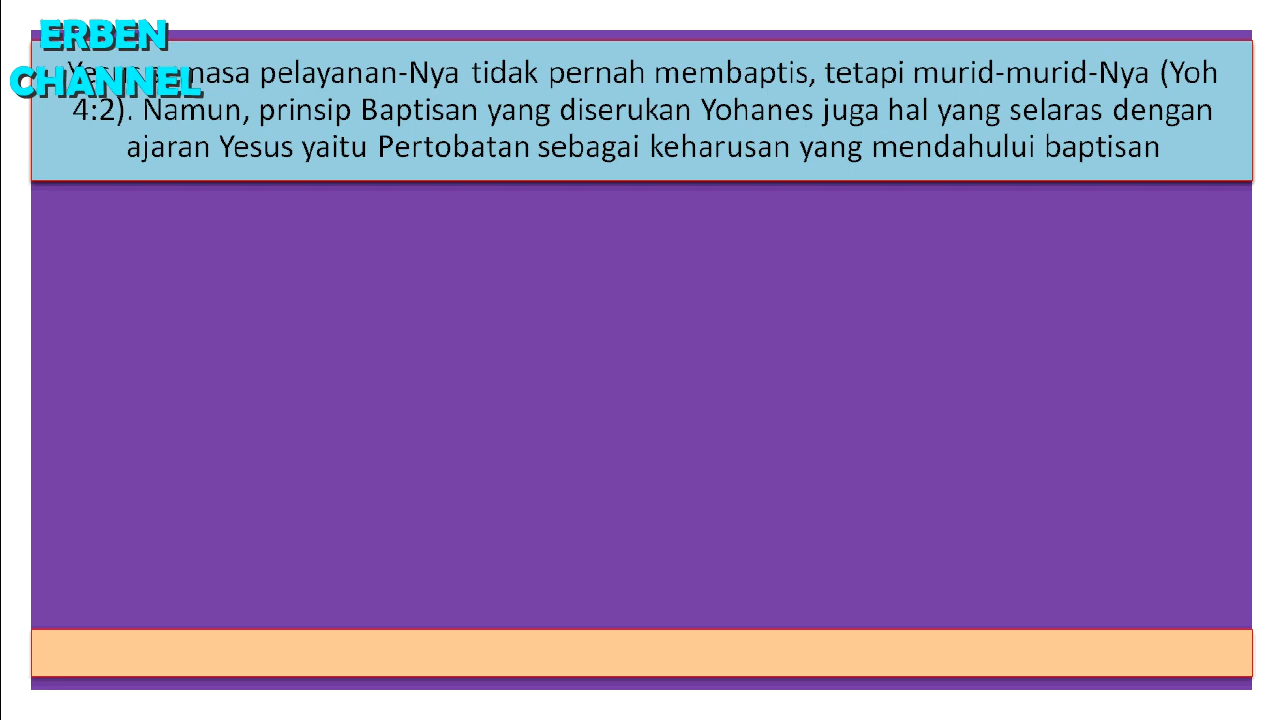 ERBEN
CHANNEL
masa pelayanan-Nya tidak pernah membaptis, tetapi murid-murid-Nya (Yoh
4:2). Namun, prinsip Baptisan yang diserukan Yohanes juga hal yang selaras dengan
ajaran Yesus yaitu Pertobatan sebagai keharusan yang mendahului baptisan